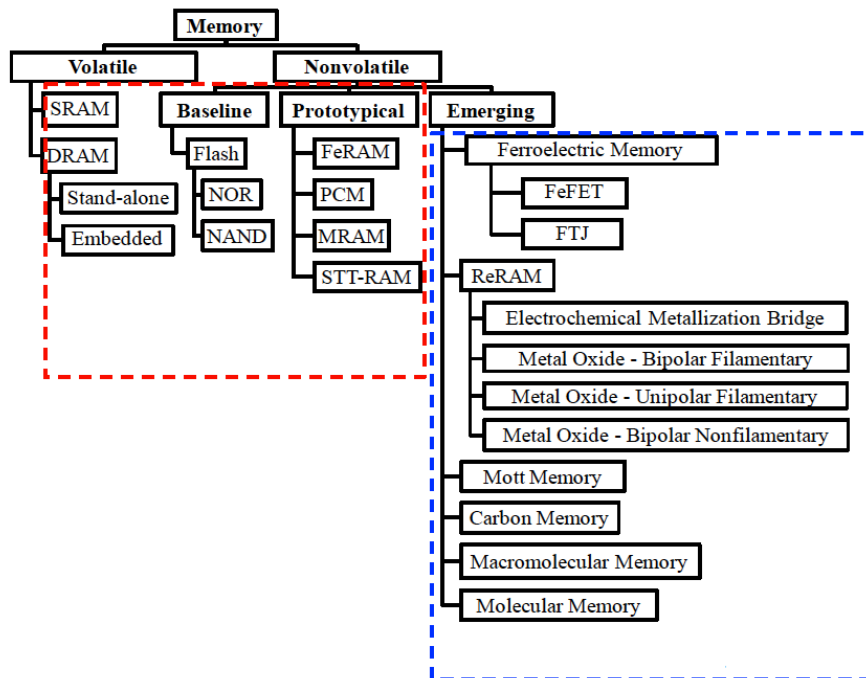 Memory
Volatile
Nonvolatile
SRAM
DRAM
Stand-alone
Embedded
Baseline
Flash
NOR
NAND
Prototypical
FeRAM
PCM
MRAM
STT-RAM
Emerging
Ferroelectric Memory
FeFET
FTJ
ReRAM
Electrochemical Metallization Bridge
Metal Oxide - Bipolar Filamentary
Metal Oxide - Unipolar Filamentary
Metal Oxide - Bipolar Nonfilamentary
Mott Memory
Carbon Memory
Macromolecular Memory
Molecular Memory